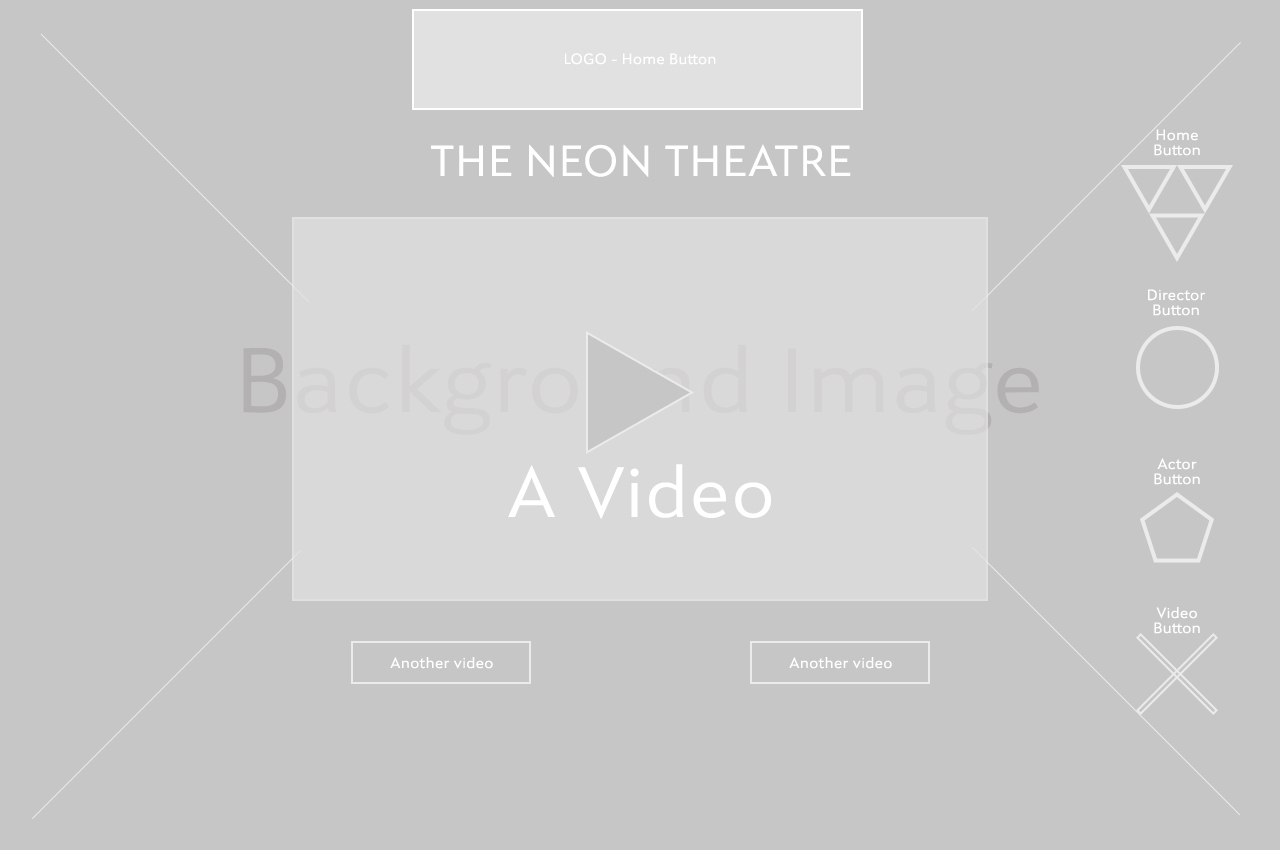 LOGO - Home Button
THE NEON THEATRE
Home
Button
Director
Button
Background Image
A Video
Actor
Button
Video
Button
Another video
Another video